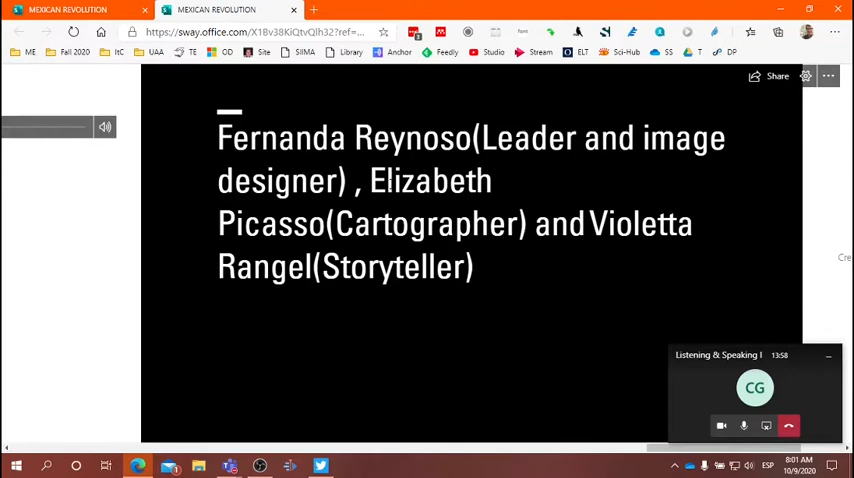 MEXICAN REVOLUTION
MEXICAN REVOLUTION
https://sway.office.com/X1Bv38KiQtvQlh32?ref=...
ME
Fall 2020
ItC
UAA
TE
OD
Site
SIIMA
Library
Anchor
Feedly
Studio
Stream
ELT
Sci-Hub
SS
T
DP
Share
Fernanda Reynoso(Leader and image
designer) , Elizabeth
Picasso(Cartographer) and Violetta
Rangel(Storyteller)
Cre
Listening & Speaking I 13:58
CG
ESP
8:01 AM
10/9/2020